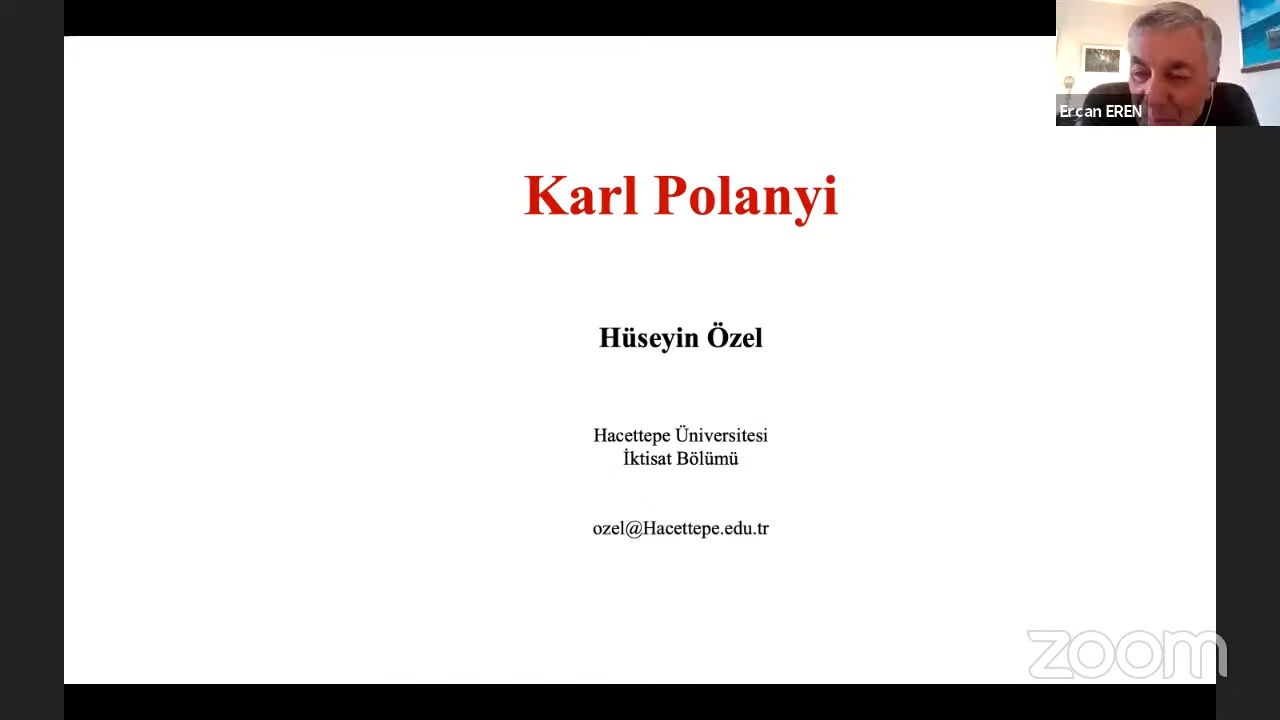 Ercan EREN
Karl Polanyi
Hüseyin Özel
Hacettepe Üniversitesi
İktisat Bölümü
ozel@Hacettepe.edu.tr
zoom